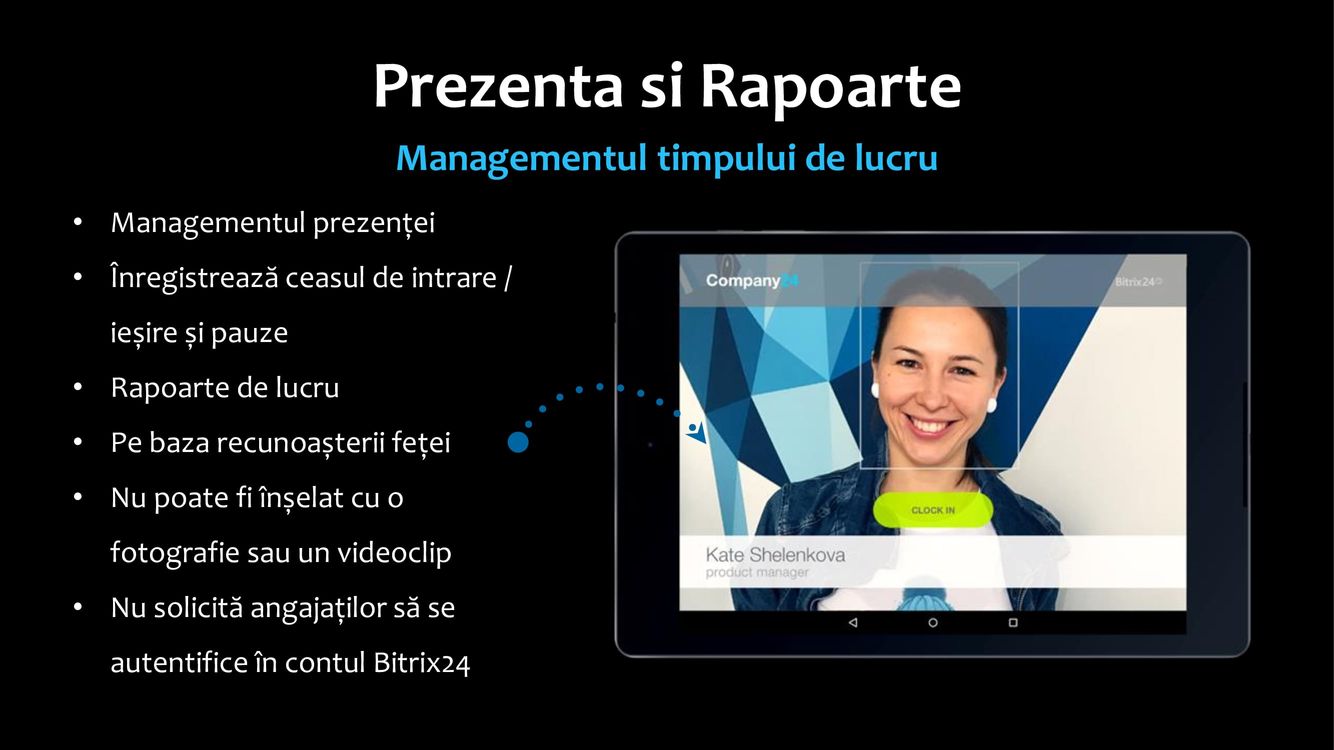 Prezenta si Rapoarte
Managementul timpului de lucru
• Managementul prezenței
• Înregistrează ceasul de intrare /
ieșire și pauze
• Rapoarte de lucru
• Pe baza recunoașterii feței
• Nu poate fi înșelat cu o
fotografie sau un videoclip
• Nu solicită angajaților să se
autentifice în contul Bitrix24
Company24
Bitrix24
CLOCK IN
Kate Shelenkova
product manager